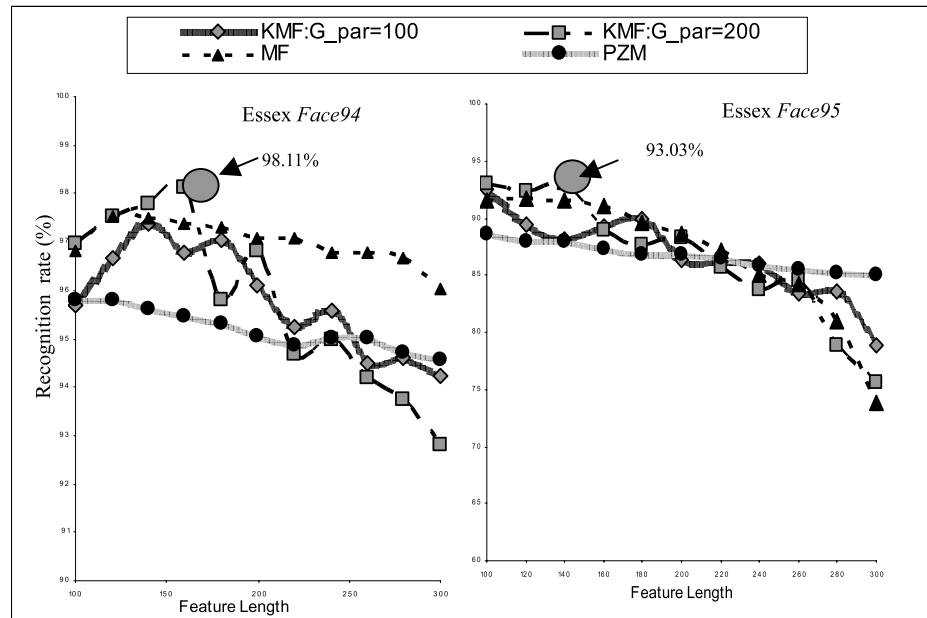 KMF:G_par=100 KMF:G_par=200
MF PZM
Essex Face94
Essex Face95
98.11%
93.03%
Recognition rate (%)
100
99
98
97
96
95
94
93
92
91
90
100 150 200 250 300
Feature Length
100
95
90
85
80
75
70
65
60
100 120 140 160 180 200 220 240 260 280 300
Feature Length